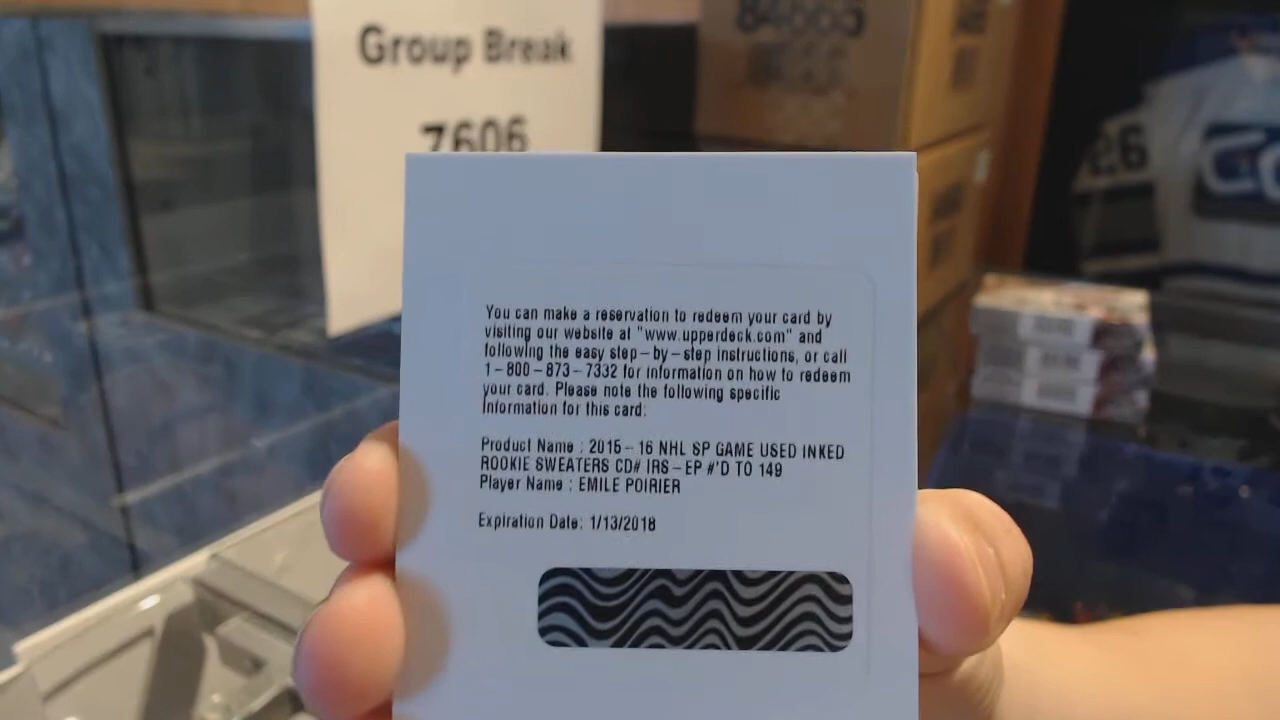 Group Break
7606
84865
You can make a reservation to redeem your card by
visiting our website at "www.upperdeck.com" and
following the easy step–by–step instructions, or call
1–800–873–7332 for information on how to redeem
your card. Please note the following specific
information for this card:
Product Name : 2015–16 NHL SP GAME USED INKED
ROOKIE SWEATERS CD# IRS–EP #'D TO 149
Player Name : EMILE POIRIER
Expiration Date: 1/13/2018